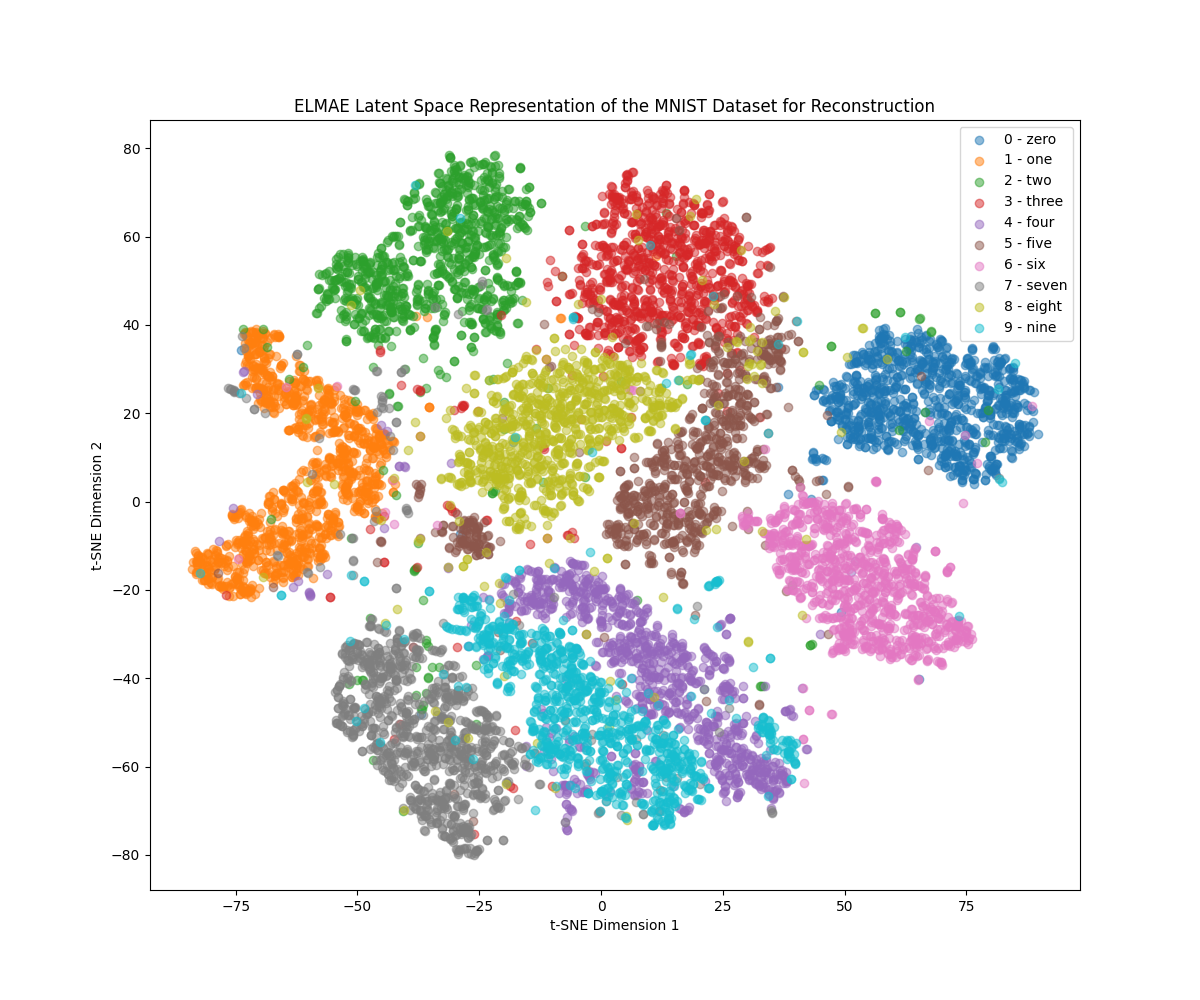 ELMAE Latent Space Representation of the MNIST Dataset for Reconstruction
80
60
40
20
0
−20
−40
−60
−80
t-SNE Dimension 2
0 - zero
1 - one
2 - two
3 - three
4 - four
5 - five
6 - six
7 - seven
8 - eight
9 - nine
−75 −50 −25 0 25 50 75
t-SNE Dimension 1